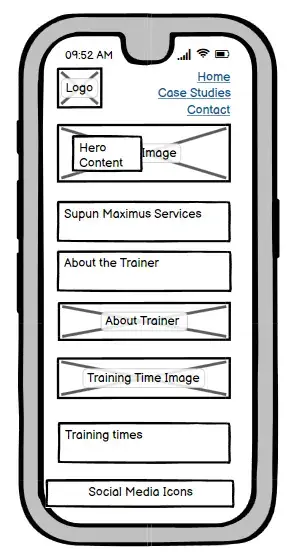 09:52 AM
Logo
Home
Case Studies
Contact
Hero
Content
Image
Supun Maximus Services
About the Trainer
About Trainer
Training Time Image
Training times
Social Media Icons